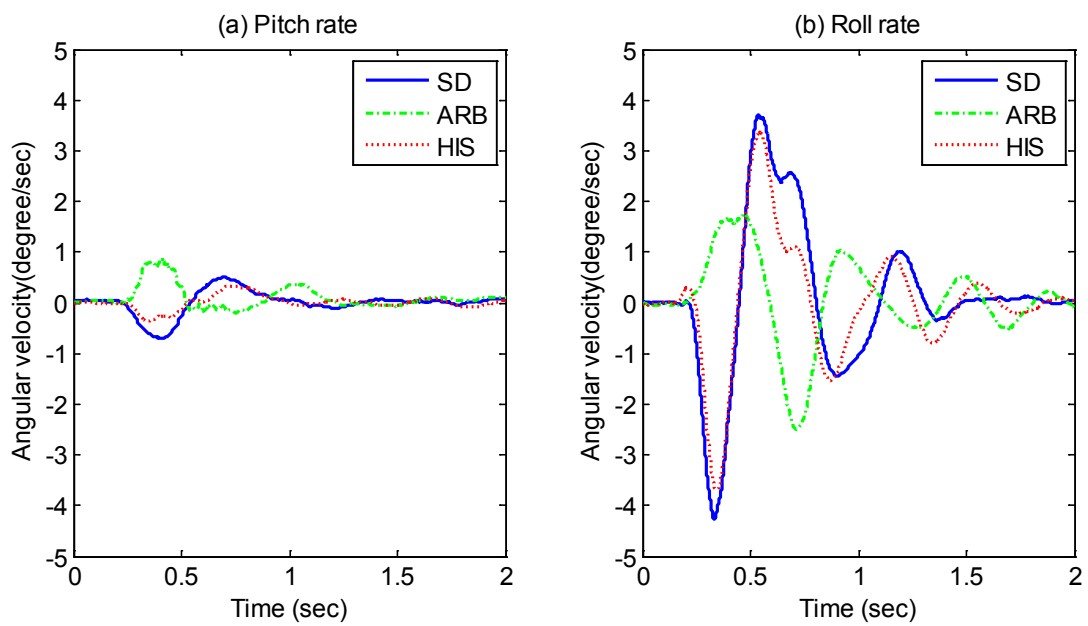 (a) Pitch rate
5
4
3
2
1
0
-1
-2
-3
-4
-5
Angular velocity(degree/sec)
SD
ARB
HIS
0 0.5 1 1.5 2
Time (sec)
(b) Roll rate
5
4
3
2
1
0
-1
-2
-3
-4
-5
Angular velocity(degree/sec)
SD
ARB
HIS
0 0.5 1 1.5 2
Time (sec)